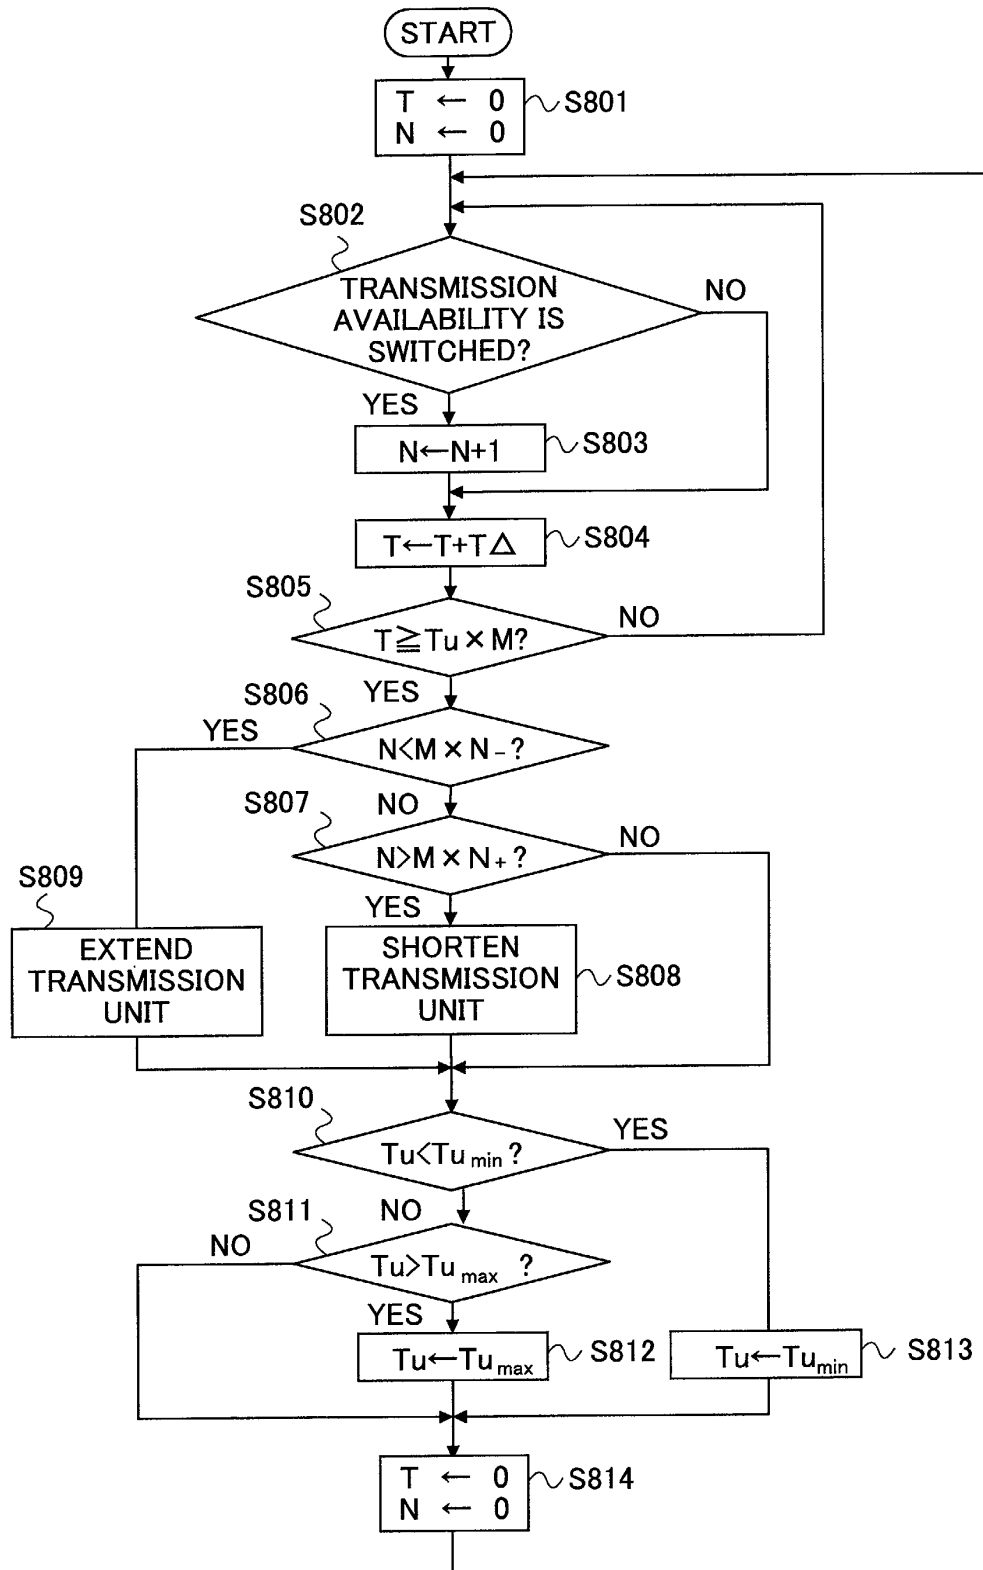 START
T ← 0
N ← 0
S801
S802
TRANSMISSION
AVAILABILITY IS
SWITCHED?
NO
YES
N←N+1
S803
T←T+T△
S804
S805
T≧Tu×M?
NO
YES
S806
YES
N<M×N₋?
NO
S807
N>M×N₊?
NO
YES
S809
EXTEND
TRANSMISSION
UNIT
SHORTEN
TRANSMISSION
UNIT
S808
S810
Tu<Tu min?
YES
NO
S811
NO
Tu>Tu max ?
YES
Tu←Tu max
S812
Tu←Tu min
S813
T ← 0
N ← 0
S814